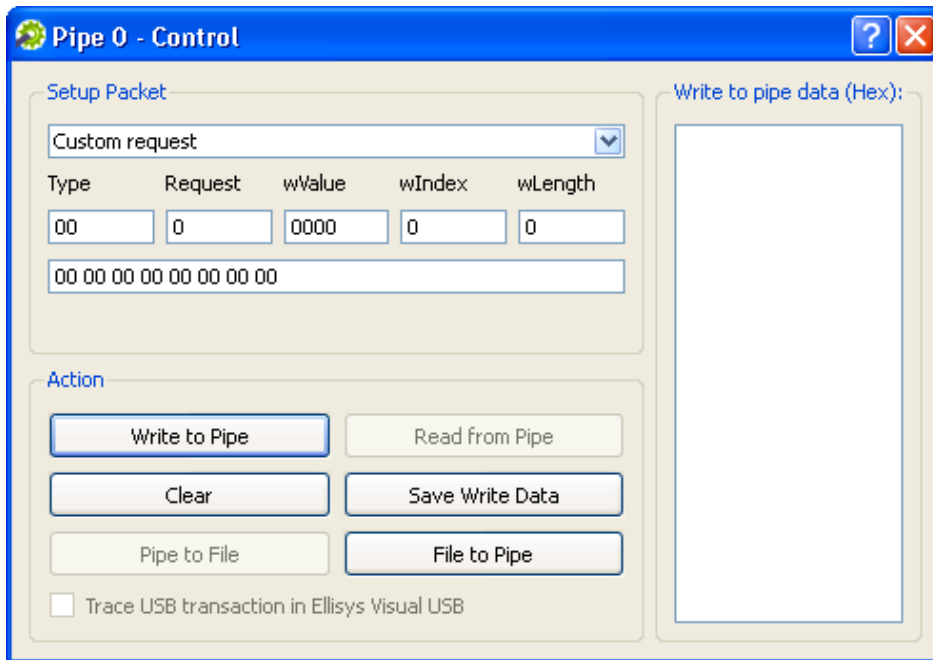 Pipe 0 - Control
Setup Packet
Custom request
Type Request wValue wIndex wLength
00 0 0000 0 0
00 00 00 00 00 00 00 00
Action
Write to Pipe Read from Pipe
Clear Save Write Data
Pipe to File File to Pipe
Trace USB transaction in Ellisys Visual USB
Write to pipe data (Hex):